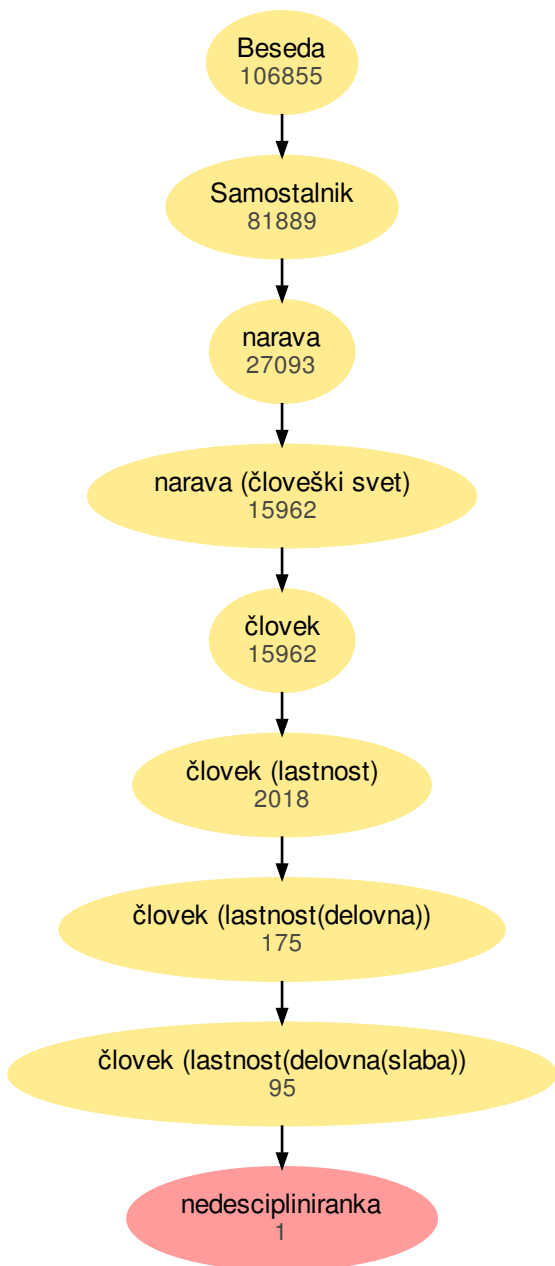 Beseda
106855
Samostalnik
81889
narava
27093
narava (človeški svet)
15962
človek
15962
človek (lastnost)
2018
človek (lastnost(delovna))
175
človek (lastnost(delovna(slaba))
95
nedescipliniranka
1